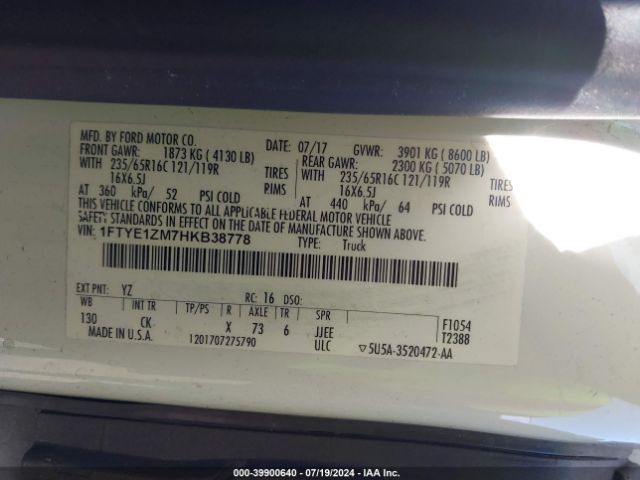 MFD. BY FORD MOTOR CO. DATE: 07/17 GVWR: 3901 KG ( 8600 LB)
FRONT GAWR: 1873 KG ( 4130 LB) REAR GAWR: 2300 KG ( 5070 LB)
WITH 235/65R16C 121/119R TIRES WITH 235/65R16C 121/119R TIRES
16X6.5J RIMS 16X6.5J RIMS
AT 360 kPa/ 52 PSI COLD AT 440 kPa/ 64 PSI COLD
THIS VEHICLE CONFORMS TO ALL APPLICABLE FEDERAL MOTOR VEHICLE
SAFETY STANDARDS IN EFFECT ON THE DATE OF MANUFACTURE SHOWN ABOVE.
VIN: 1FTYE1ZM7HKB38778 TYPE: Truck
EXT PNT: YZ RC: 16 DSO:
WB INT TR TP/PS R AXLE TR SPR
130 CK X 73 6 JJEE F1054
MADE IN U.S.A. 1201707275790 ULC ▽5U5A-3520472-AA T2388
000-39900640 / 07/19/2024 - IAA Inc.